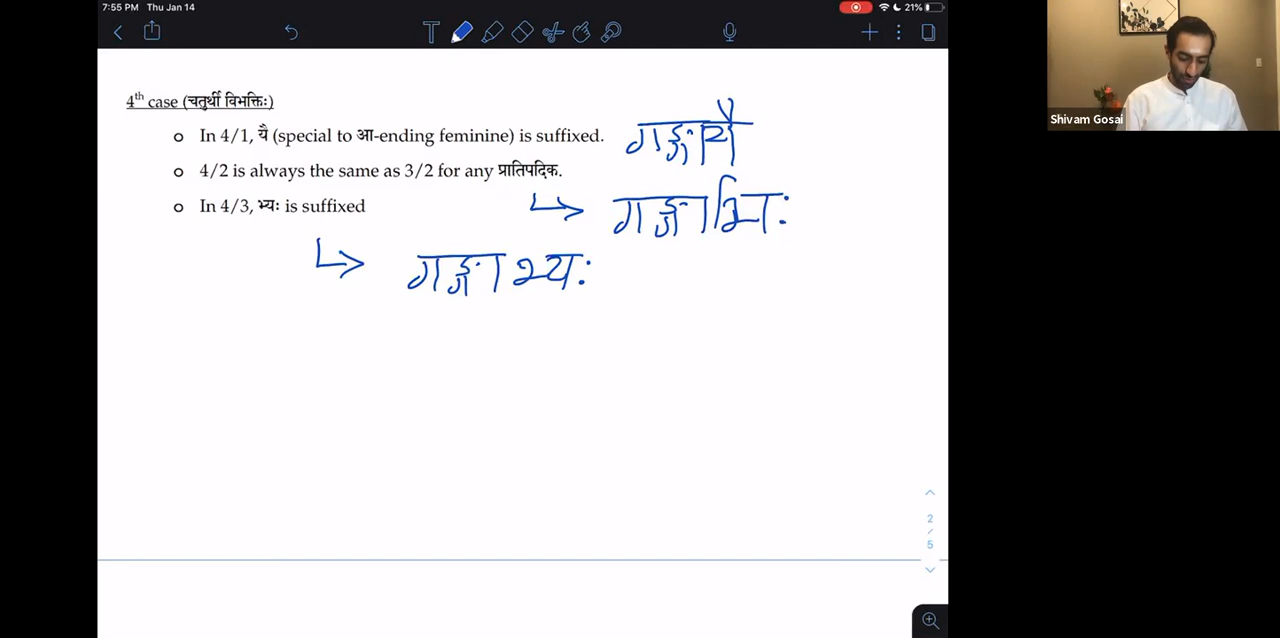 7:55 PM Thu Jan 14
21%
4th case (चतुर्थी विभक्तिः)
In 4/1, यै (special to आ-ending feminine) is suffixed. गङ्गायै
4/2 is always the same as 3/2 for any प्रातिपदिक.
गङ्गाभिः
In 4/3, भ्यः is suffixed
गङ्गाभ्यः
Shivam Gosai
2
/
5